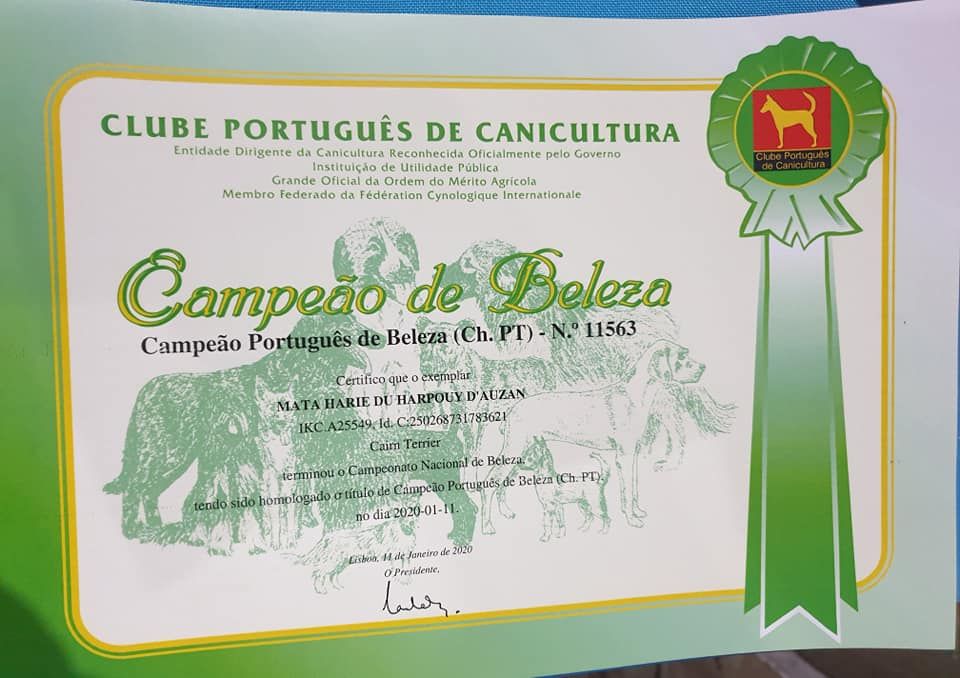 CLUBE PORTUGUÊS DE CANICULTURA
Entidade Dirigente da Canicultura Reconhecida Oficialmente pelo Governo
Instituição de Utilidade Pública
Grande Oficial da Ordem do Mérito Agrícola
Membro Federado da Fédération Cynologique Internationale
Clube Português
de Canicultura
Campeão de Beleza
Campeão Português de Beleza (Ch. PT) - N.º 11563
Certifico que o exemplar
MATA HARIE DU HARPOUY D'AUZAN
IKC.A25549, Id. C:250268731783621
Cairn Terrier
terminou o Campeonato Nacional de Beleza,
tendo sido homologado o título de Campeão Português de Beleza (Ch. PT),
no dia 2020-01-11.
Lisboa, 11 de Janeiro de 2020
O Presidente,